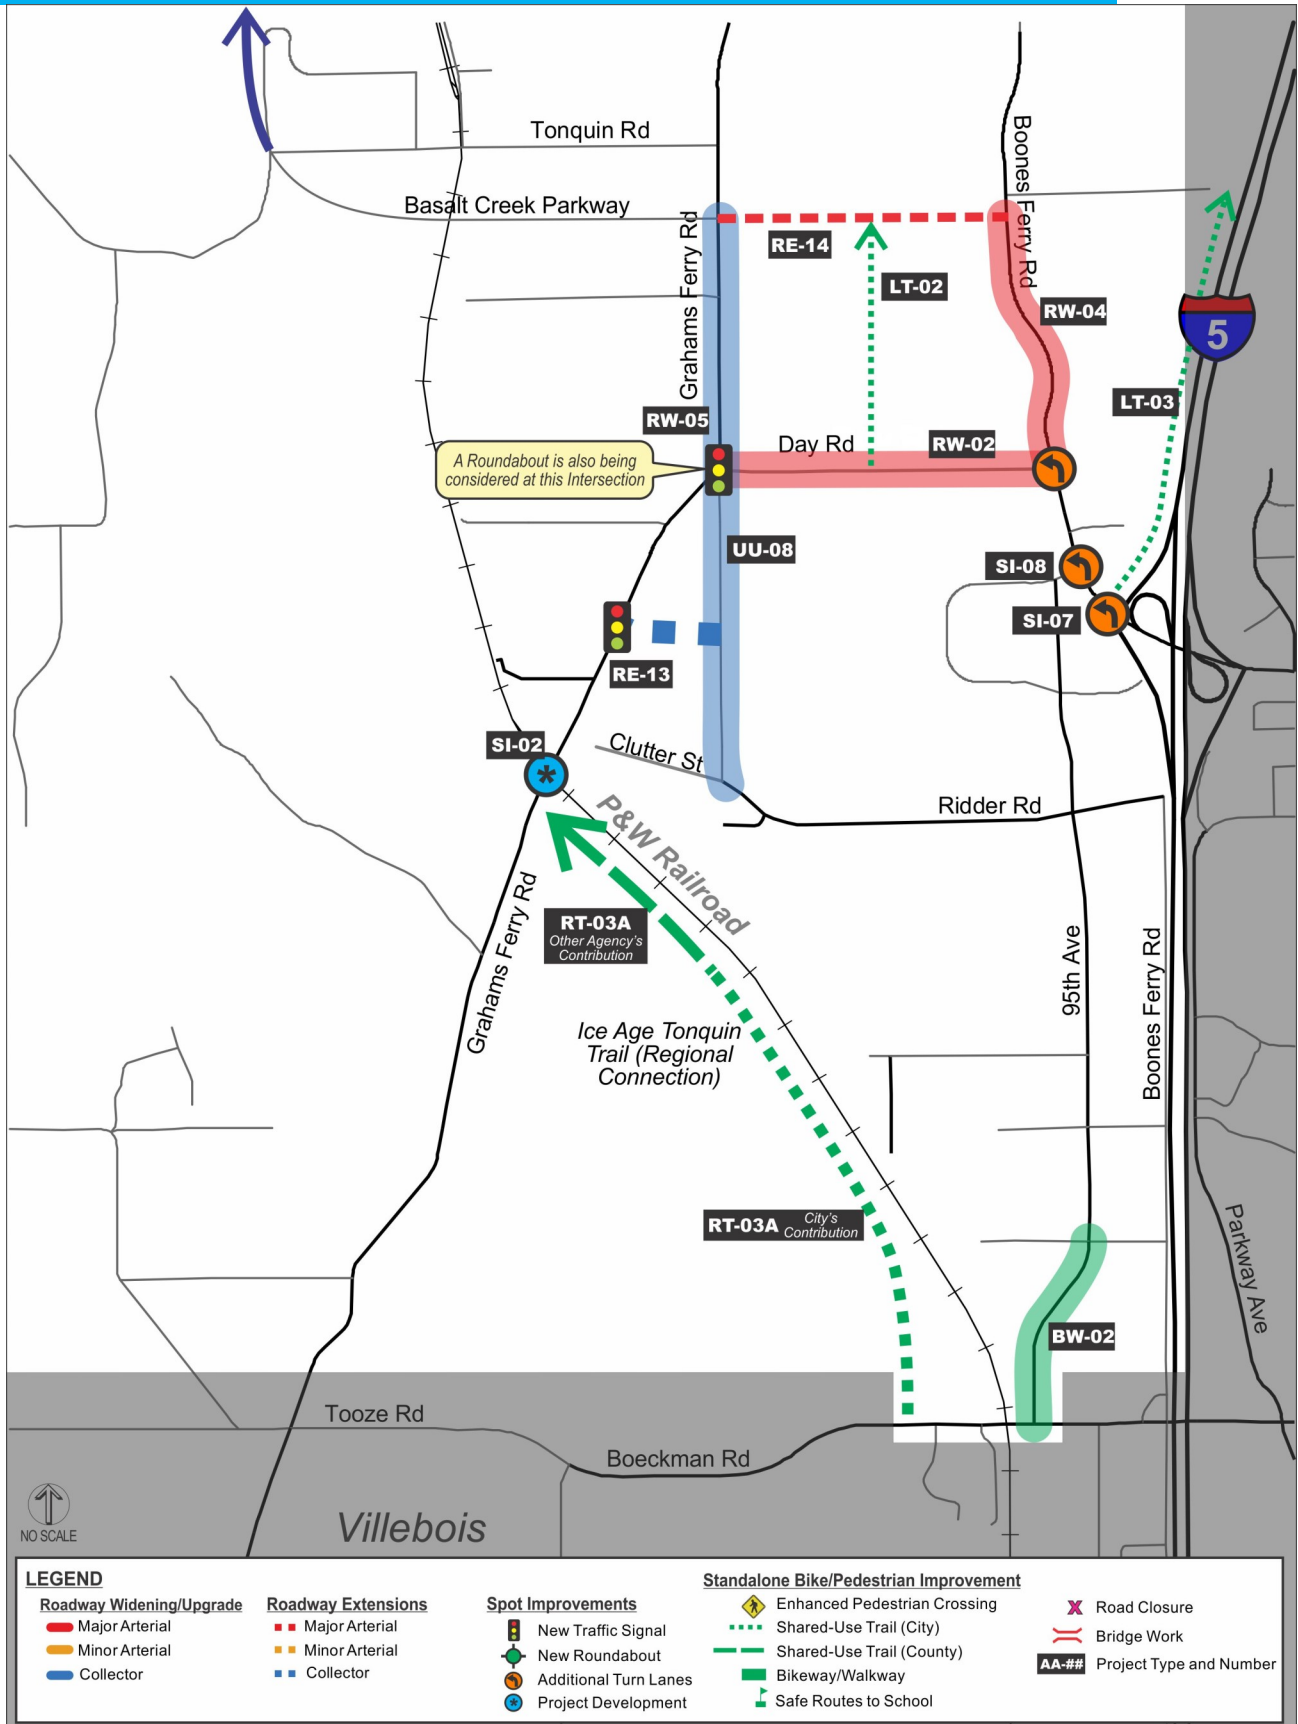 Tonquin Rd
Boones Ferry Rd
Basalt Creek Parkway
Grahams Ferry Rd
RE-14
LT-02
RW-04
5
LT-03
RW-05
Day Rd
RW-02
A Roundabout is also being
considered at this Intersection
UU-08
SI-08
SI-07
RE-13
SI-02
*
Clutter St
Ridder Rd
P&W Railroad
Grahams Ferry Rd
RT-03A
Other Agency's
Contribution
95th Ave
Boones Ferry Rd
Ice Age Tonquin
Trail (Regional
Connection)
RT-03A City's
Contribution
Parkway Ave
BW-02
Tooze Rd
Boeckman Rd
Villebois
NO SCALE
LEGEND
Roadway Widening/Upgrade
Major Arterial
Minor Arterial
Collector
Roadway Extensions
Major Arterial
Minor Arterial
Collector
Spot Improvements
New Traffic Signal
New Roundabout
Additional Turn Lanes
* Project Development
Standalone Bike/Pedestrian Improvement
Enhanced Pedestrian Crossing
Shared-Use Trail (City)
Shared-Use Trail (County)
Bikeway/Walkway
Safe Routes to School
X Road Closure
Bridge Work
AA-## Project Type and Number